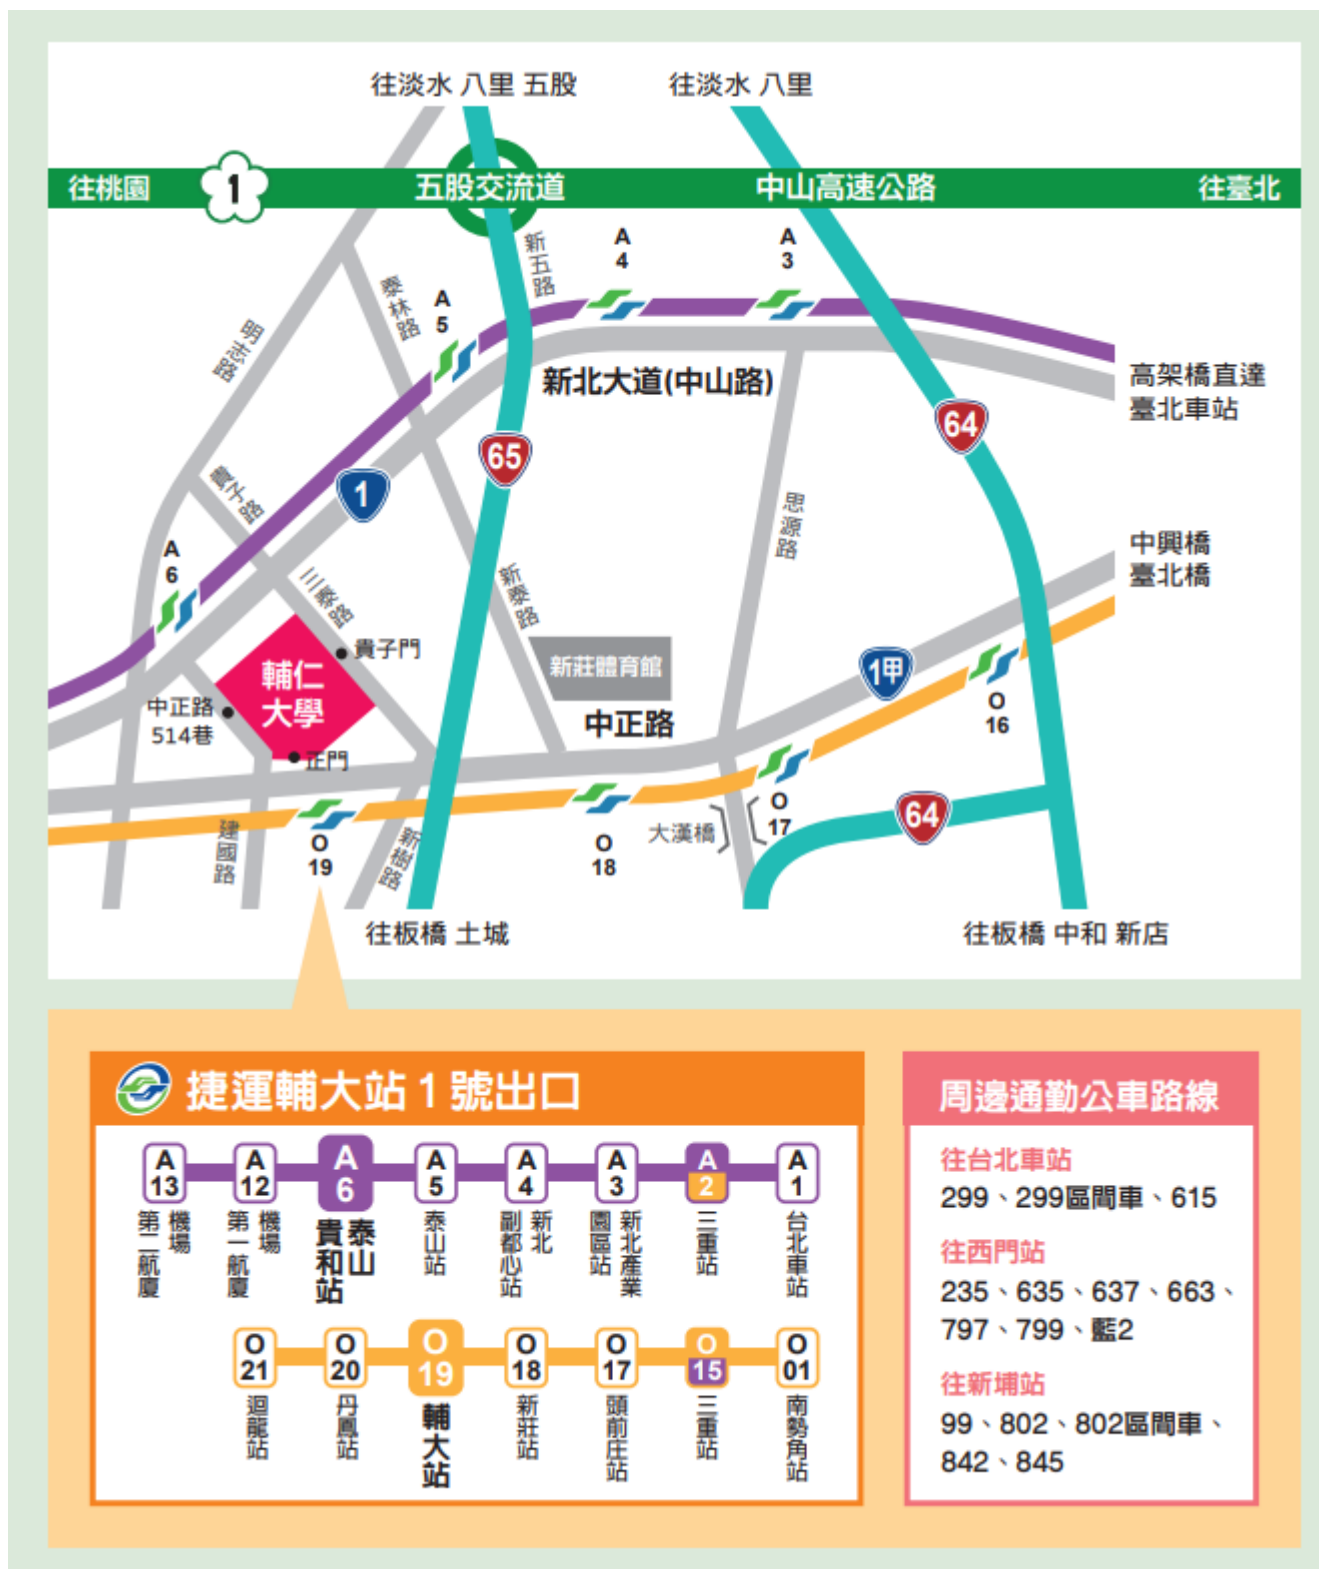 往淡水 八里 五股
往淡水 八里
往桃園
1
五股交流道
中山高速公路
往臺北
新五路
A
4
A
3
泰林路
A
5
明志路
新北大道(中山路)
高架橋直達
臺北車站
64
65
貴子路
1
思源路
中興橋
臺北橋
A
6
三泰路
新泰路
貴子門
輔仁
大學
新莊體育館
1甲
中正路
514巷
中正路
O
16
正門
O
17
大漢橋
64
建國路
O
19
新樹路
O
18
往板橋 土城
往板橋 中和 新店
捷運輔大站 1 號出口
A
13
A
12
A
6
A
5
A
4
A
3
A
2
A
1
機場
第二航廈
機場
第一航廈
泰山
貴和站
泰山站
新北
副都心站
新北產業
園區站
三重站
台北車站
O
21
O
20
O
19
O
18
O
17
O
15
O
01
迴龍站
丹鳳站
輔大站
新莊站
頭前庄站
三重站
南勢角站
周邊通勤公車路線
往台北車站
299、299區間車、615
往西門站
235、635、637、663、
797、799、藍2
往新埔站
99、802、802區間車、
842、845